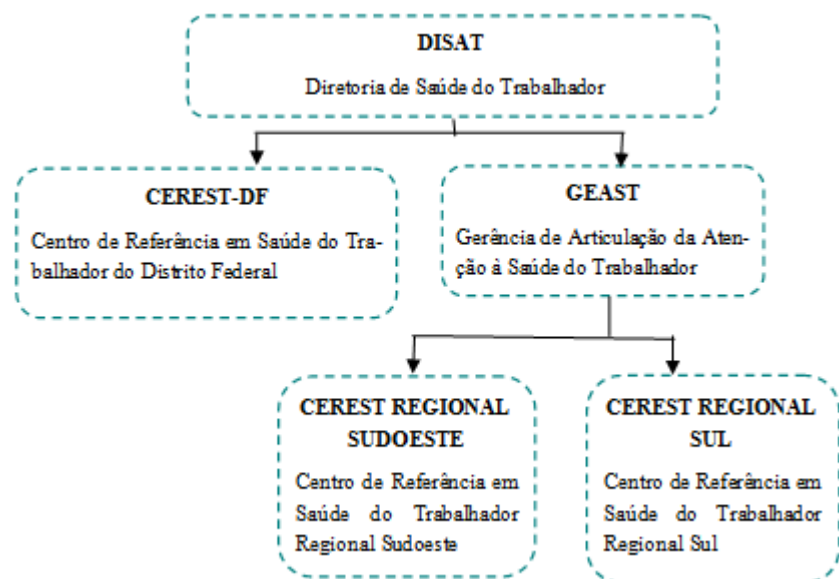 DISAT
Diretoria de Saúde do Trabalhador
CEREST-DF
Centro de Referência em Saúde do Tra-
balhador do Distrito Federal
GEAST
Gerência de Articulação da Aten-
ção à Saúde do Trabalhador
CEREST REGIONAL
SUDOESTE
Centro de Referência em
Saúde do Trabalhador
Regional Sudoeste
CEREST REGIONAL
SUL
Centro de Referência em
Saúde do Trabalhador
Regional Sul